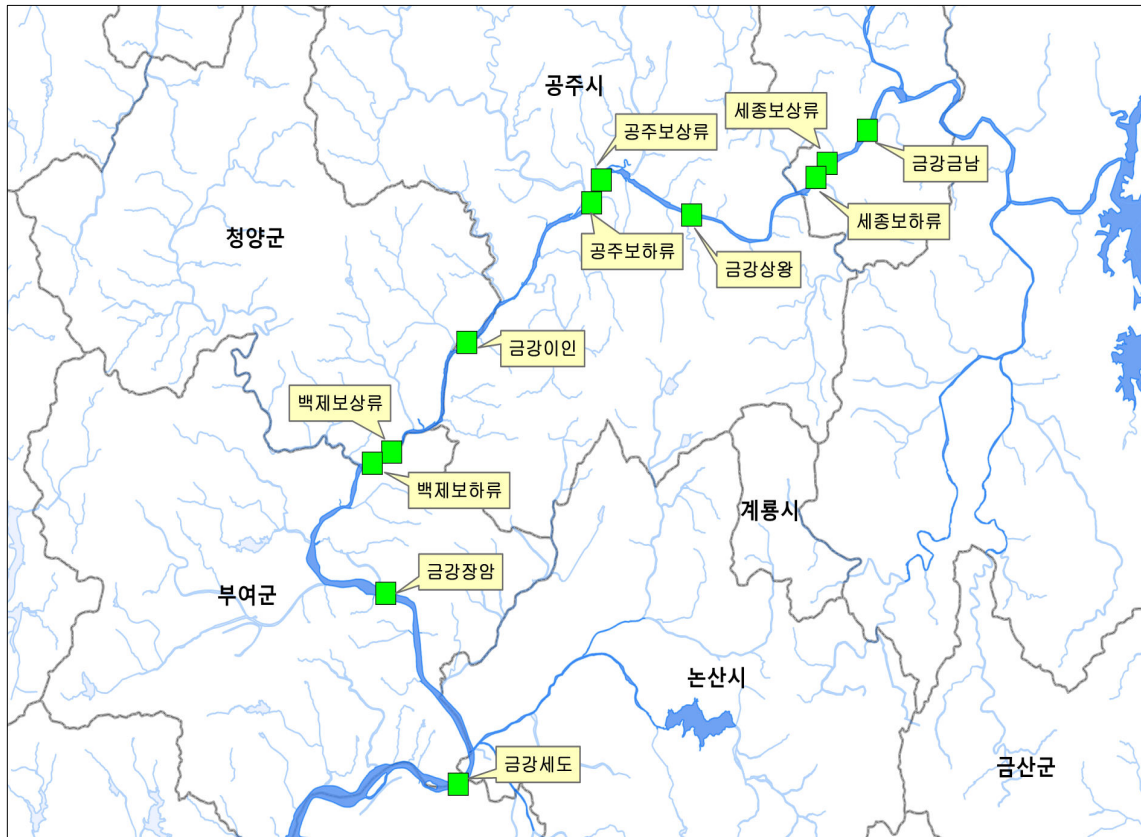 공주시
세종보상류
공주보상류
금강금남
청양군
세종보하류
공주보하류
금강상왕
금강이인
백제보상류
백제보하류
계룡시
금강장암
부여군
논산시
금강세도
금산군